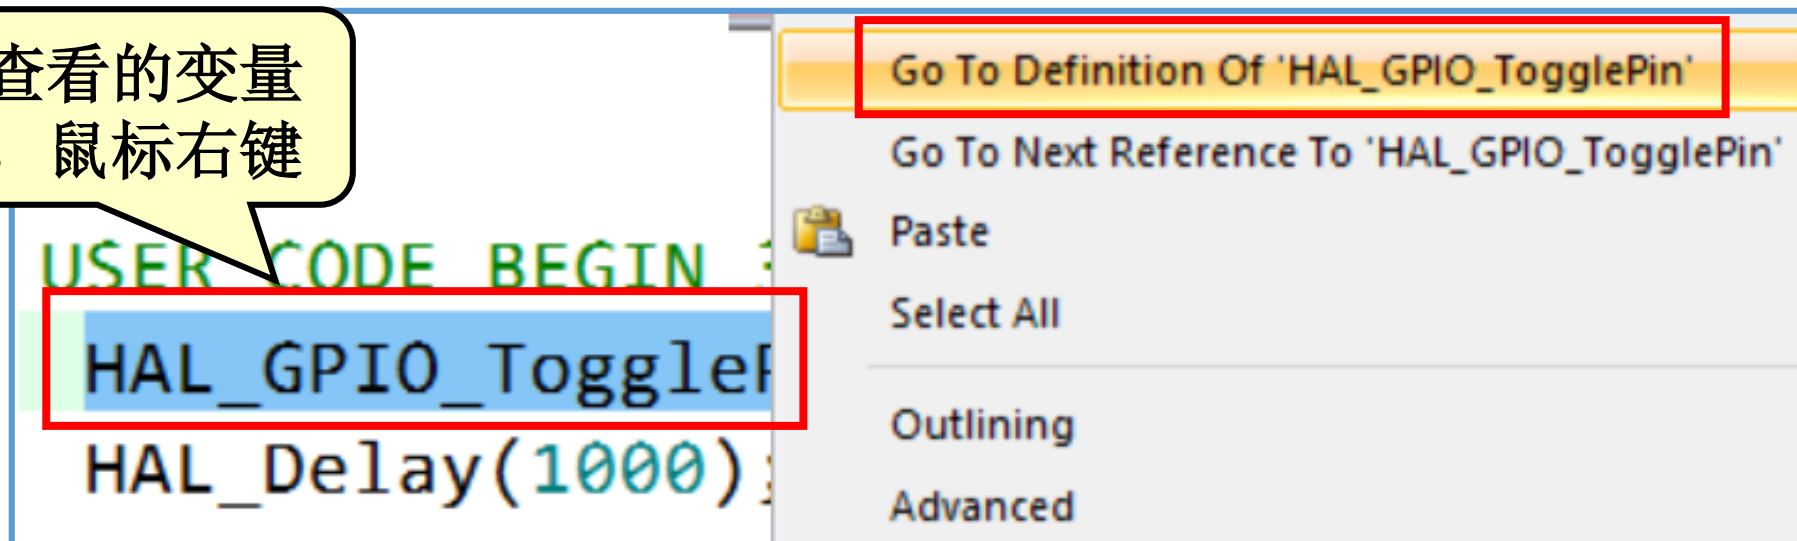 查看的变量
鼠标右键
USER CODE BEGIN
HAL_GPIO_Toggle
HAL_Delay(1000);
Go To Definition Of 'HAL_GPIO_TogglePin'
Go To Next Reference To 'HAL_GPIO_TogglePin'
Paste
Select All
Outlining
Advanced